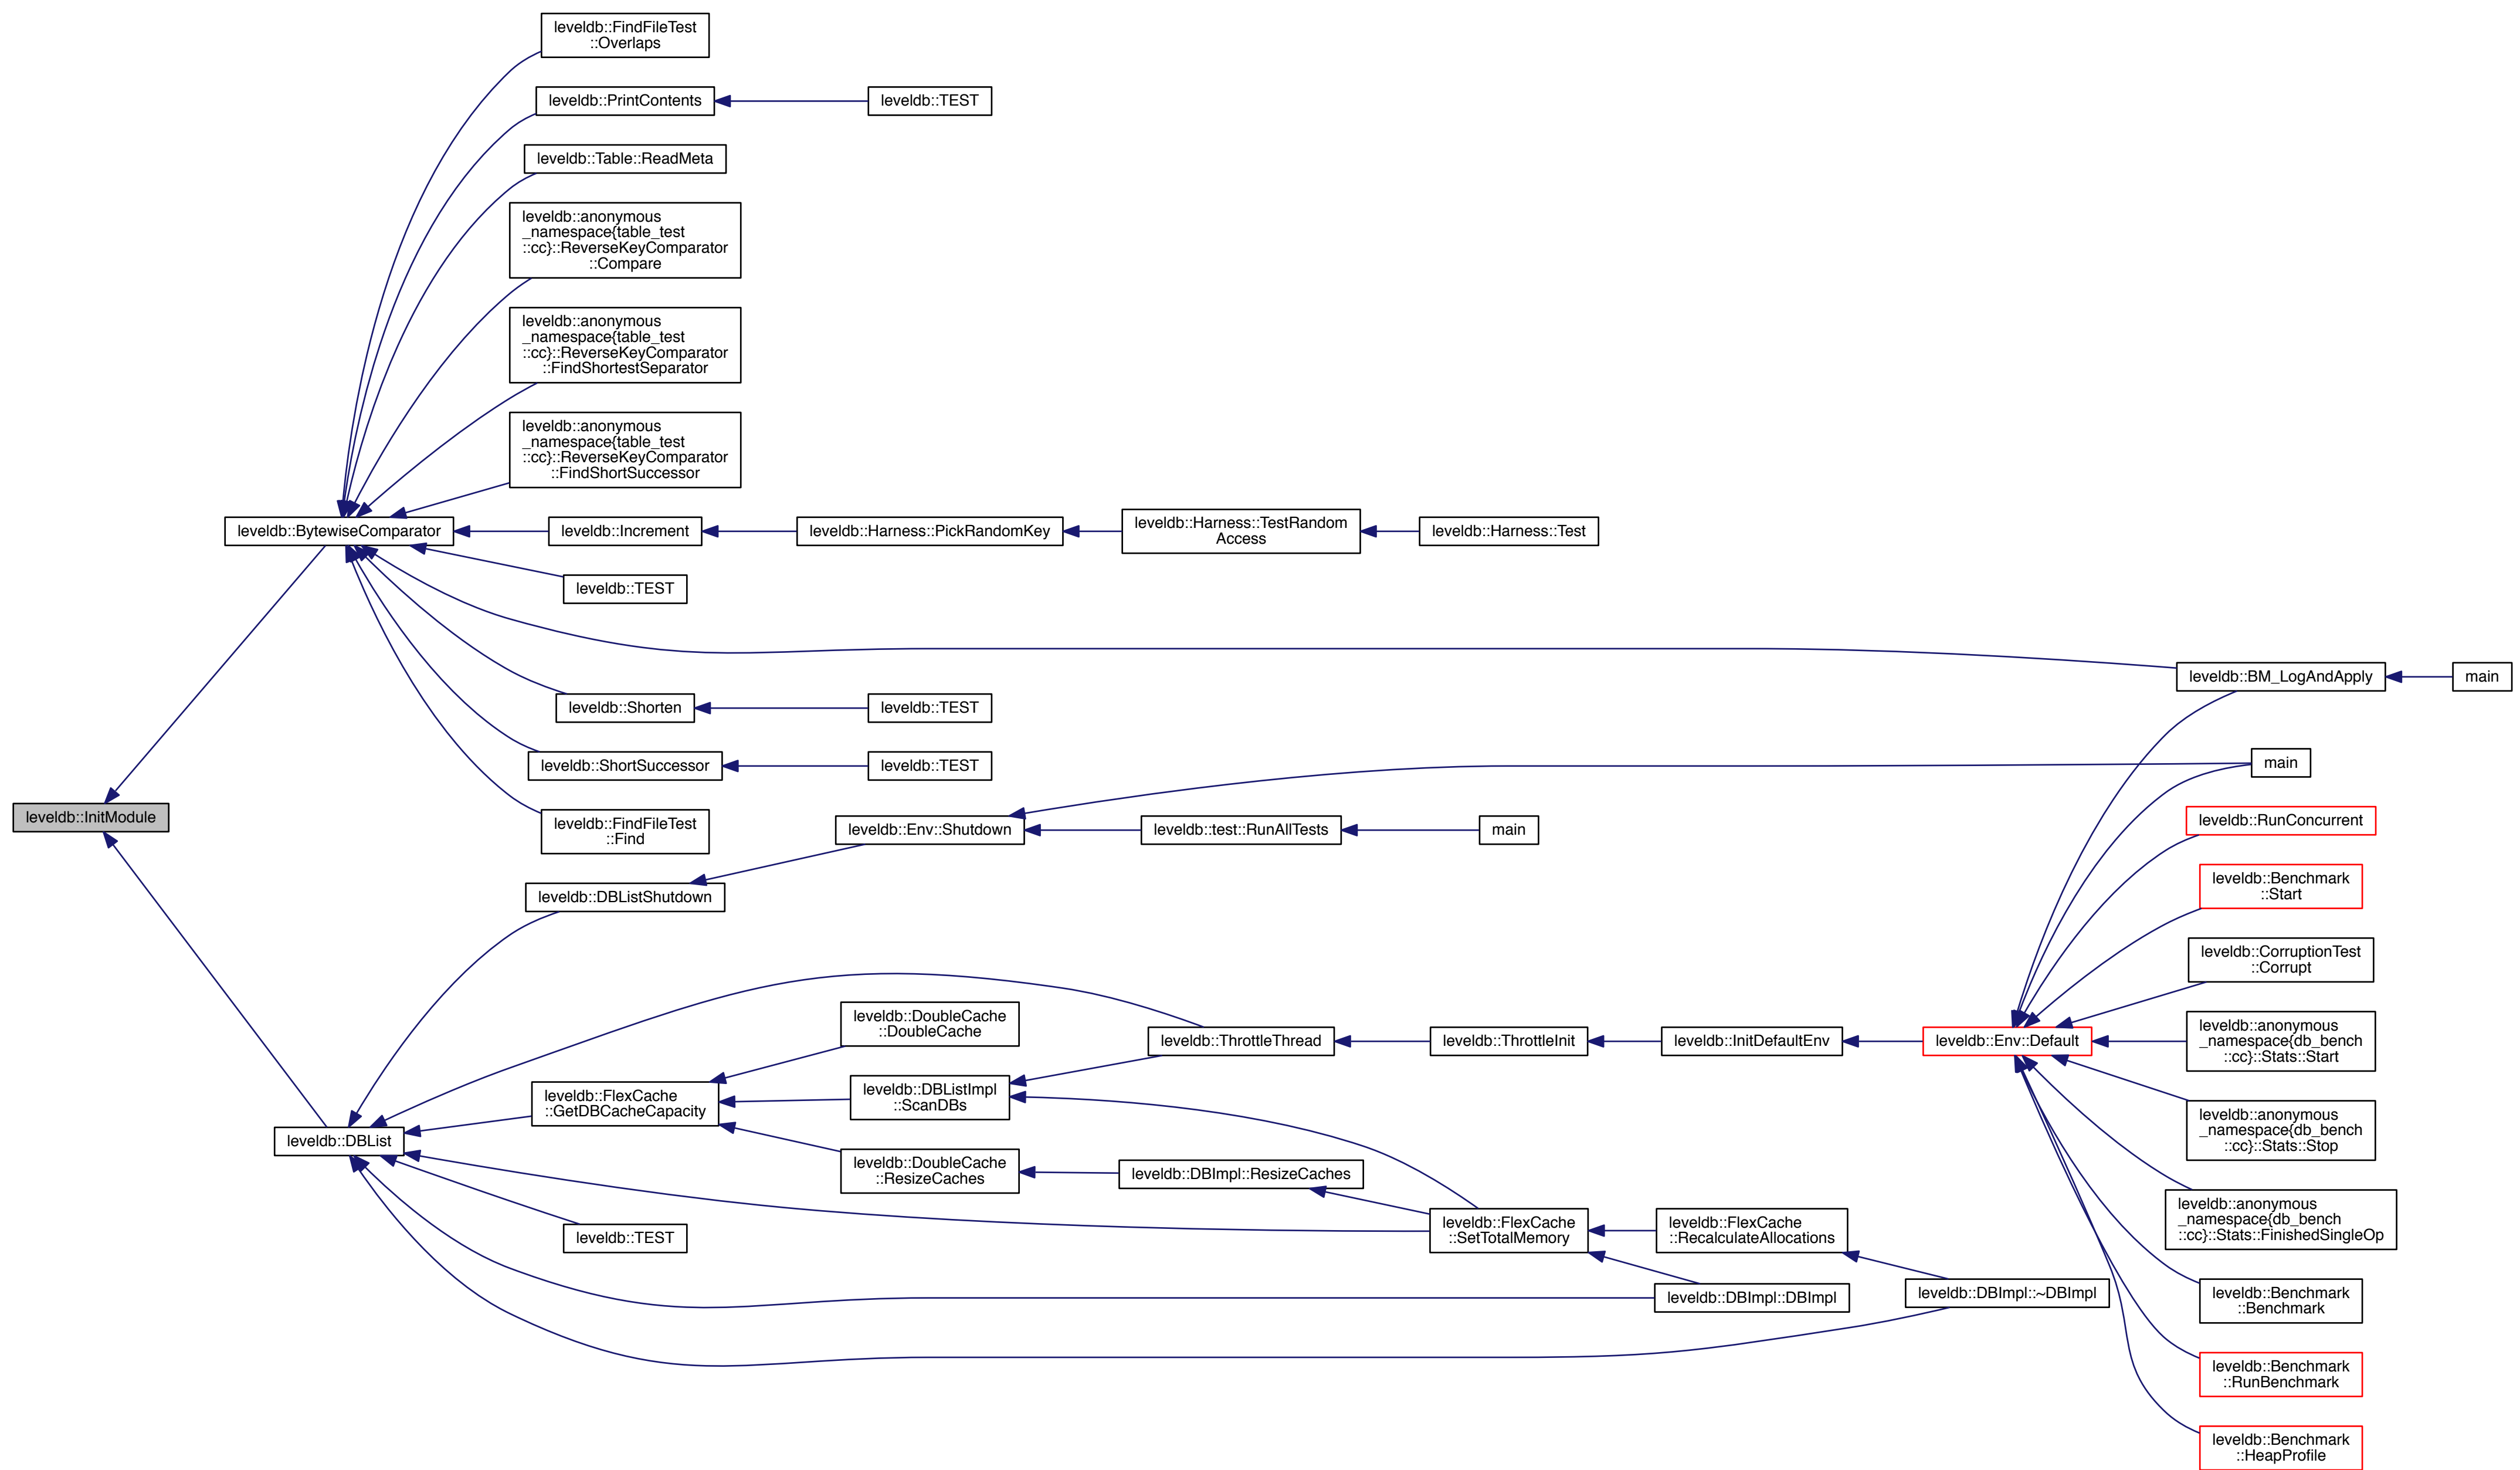 leveldb::FindFileTest
::Overlaps
leveldb::PrintContents
leveldb::TEST
leveldb::Table::ReadMeta
leveldb::anonymous
_namespace{table_test
::cc}::ReverseKeyComparator
::Compare
leveldb::anonymous
_namespace{table_test
::cc}::ReverseKeyComparator
::FindShortestSeparator
leveldb::anonymous
_namespace{table_test
::cc}::ReverseKeyComparator
::FindShortSuccessor
leveldb::BytewiseComparator
leveldb::Increment
leveldb::Harness::PickRandomKey
leveldb::Harness::TestRandom
Access
leveldb::Harness::Test
leveldb::TEST
leveldb::BM_LogAndApply
main
leveldb::Shorten
leveldb::TEST
leveldb::ShortSuccessor
leveldb::TEST
main
leveldb::InitModule
leveldb::FindFileTest
::Find
leveldb::Env::Shutdown
leveldb::test::RunAllTests
main
leveldb::RunConcurrent
leveldb::DBListShutdown
leveldb::Benchmark
::Start
leveldb::CorruptionTest
::Corrupt
leveldb::DoubleCache
::DoubleCache
leveldb::ThrottleThread
leveldb::ThrottleInit
leveldb::InitDefaultEnv
leveldb::Env::Default
leveldb::anonymous
_namespace{db_bench
::cc}::Stats::Start
leveldb::FlexCache
::GetDBCacheCapacity
leveldb::DBListImpl
::ScanDBs
leveldb::anonymous
_namespace{db_bench
::cc}::Stats::Stop
leveldb::DBList
leveldb::DoubleCache
::ResizeCaches
leveldb::DBImpl::ResizeCaches
leveldb::anonymous
_namespace{db_bench
::cc}::Stats::FinishedSingleOp
leveldb::TEST
leveldb::FlexCache
::SetTotalMemory
leveldb::FlexCache
::RecalculateAllocations
leveldb::DBImpl::DBImpl
leveldb::DBImpl::~DBImpl
leveldb::Benchmark
::Benchmark
leveldb::Benchmark
::RunBenchmark
leveldb::Benchmark
::HeapProfile